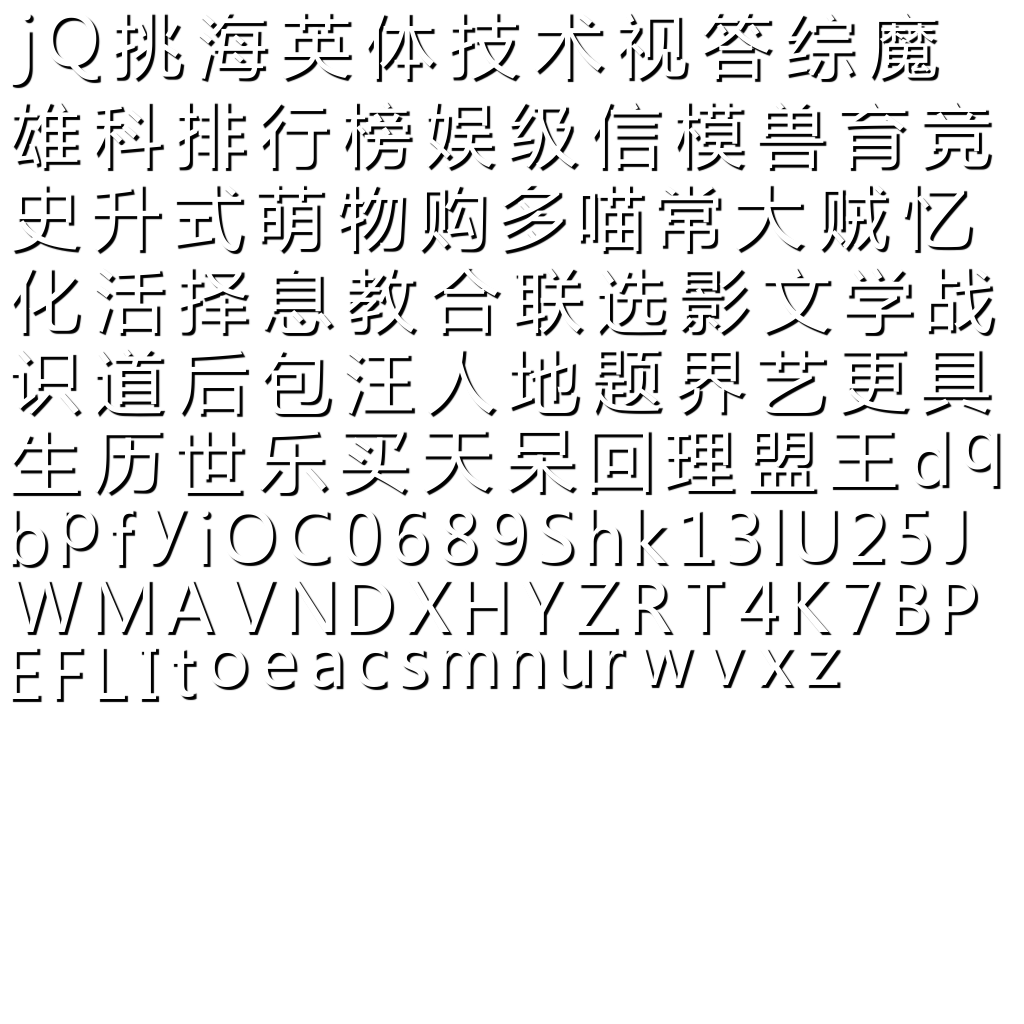 jQ挑海英体技术视答综魔
雄科排行榜娱级信模兽育竞
史升式萌物购多喵常大贼忆
化活择息教合联选影文学战
识道后包汪人地题界艺更具
生历世乐买天呆回理盟王dq
bpfyiOC0689Shk13lU25J
WMAVNDXHYZRT4K7BP
EFLItoeacsmnurwvxz